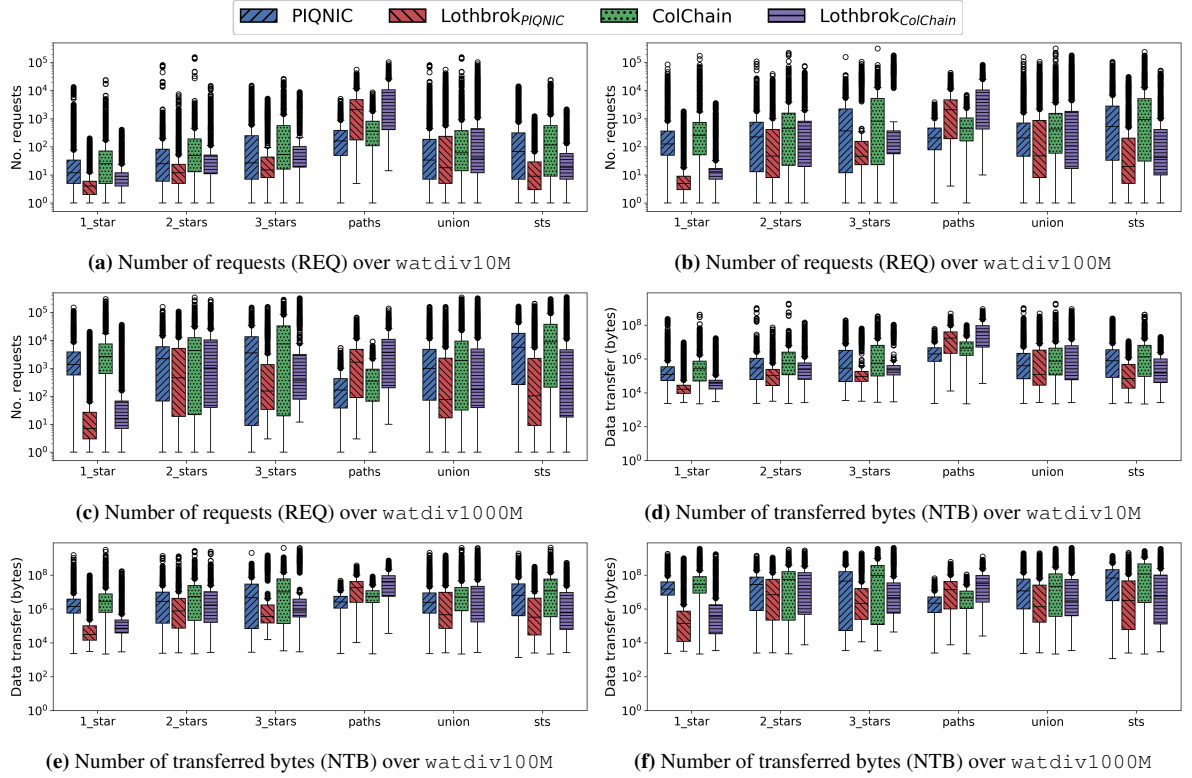 PIQNIC Lothbrok_PIQNIC ColChain Lothbrok_ColChain
No. requests
10^5
10^4
10^3
10^2
10^1
10^0
1_star 2_stars 3_stars paths union sts
(a) Number of requests (REQ) over watdiv10M
No. requests
10^5
10^4
10^3
10^2
10^1
10^0
1_star 2_stars 3_stars paths union sts
(b) Number of requests (REQ) over watdiv100M
No. requests
10^5
10^4
10^3
10^2
10^1
10^0
1_star 2_stars 3_stars paths union sts
(c) Number of requests (REQ) over watdiv1000M
Data transfer (bytes)
10^8
10^6
10^4
10^2
10^0
1_star 2_stars 3_stars paths union sts
(d) Number of transferred bytes (NTB) over watdiv10M
Data transfer (bytes)
10^8
10^6
10^4
10^2
10^0
1_star 2_stars 3_stars paths union sts
(e) Number of transferred bytes (NTB) over watdiv100M
Data transfer (bytes)
10^8
10^6
10^4
10^2
10^0
1_star 2_stars 3_stars paths union sts
(f) Number of transferred bytes (NTB) over watdiv1000M